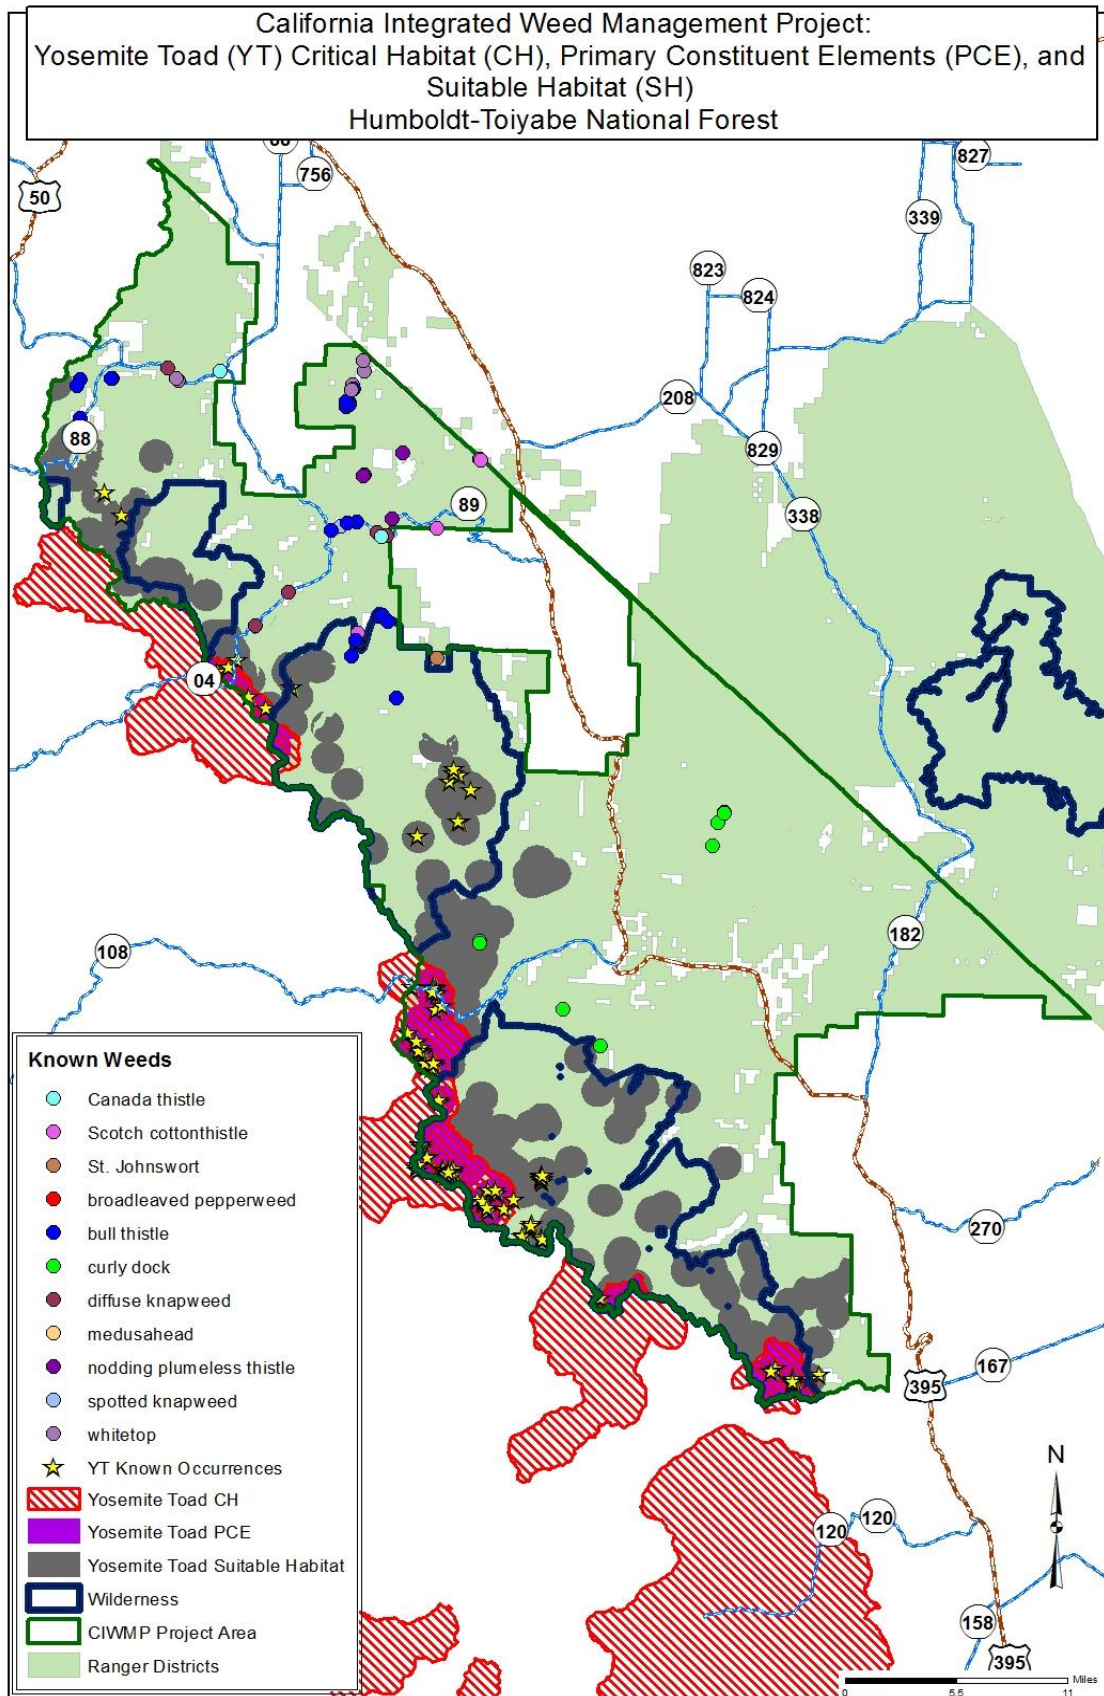 California Integrated Weed Management Project:
Yosemite Toad (YT) Critical Habitat (CH), Primary Constituent Elements (PCE), and
Suitable Habitat (SH)
Humboldt-Toiyabe National Forest
756
827
50
339
823
824
208
88
829
89
338
04
108
182
270
167
395
120
120
158
395
N
Known Weeds
Canada thistle
Scotch cottonthistle
St. Johnswort
broadleaved pepperweed
bull thistle
curly dock
diffuse knapweed
medusahead
nodding plumeless thistle
spotted knapweed
whitetop
YT Known Occurrences
Yosemite Toad CH
Yosemite Toad PCE
Yosemite Toad Suitable Habitat
Wilderness
CIWMP Project Area
Ranger Districts
Miles
0 5.5 11